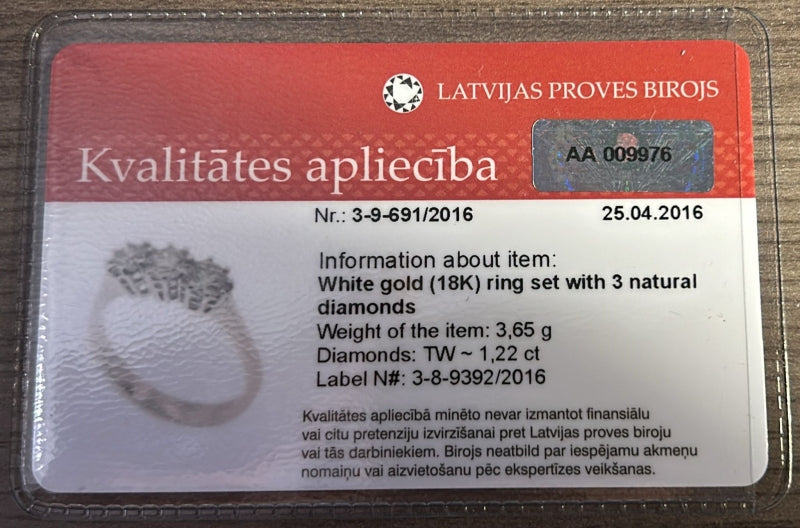 LATVIJAS PROVES BIROJS
Kvalitātes apliecība
AA 009976
Nr.: 3-9-691/2016
25.04.2016
Information about item:
White gold (18K) ring set with 3 natural
diamonds
Weight of the item: 3,65 g
Diamonds: TW ~ 1,22 ct
Label N#: 3-8-9392/2016
Kvalitātes apliecībā minēto nevar izmantot finansiālu
vai citu pretenziju izvirzīšanai pret Latvijas proves biroju
vai tās darbiniekiem. Birojs neatbild par iespējamu akmeņu
nomaiņu vai aizvietošanu pēc ekspertīzes veikšanas.